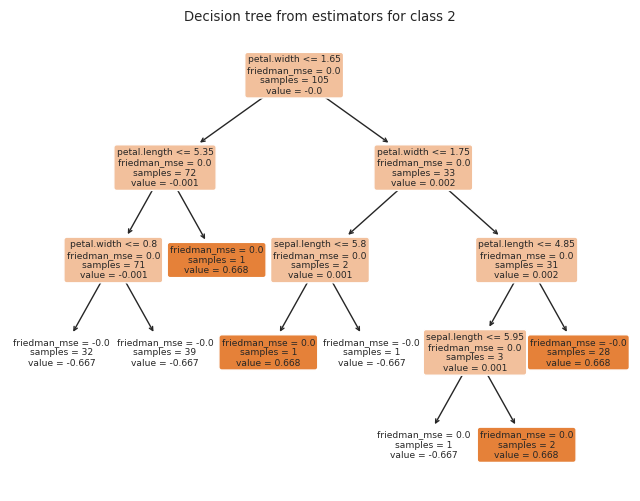 Decision tree from estimators for class 2
petal.width <= 1.65
friedman_mse = 0.0
samples = 105
value = -0.0
petal.length <= 5.35
friedman_mse = 0.0
samples = 72
value = -0.001
petal.width <= 1.75
friedman_mse = 0.0
samples = 33
value = 0.002
petal.width <= 0.8
friedman_mse = 0.0
samples = 71
value = -0.001
friedman_mse = 0.0
samples = 1
value = 0.668
sepal.length <= 5.8
friedman_mse = 0.0
samples = 2
value = 0.001
petal.length <= 4.85
friedman_mse = 0.0
samples = 31
value = 0.002
friedman_mse = -0.0
samples = 32
value = -0.667
friedman_mse = -0.0
samples = 39
value = -0.667
friedman_mse = 0.0
samples = 1
value = 0.668
friedman_mse = -0.0
samples = 1
value = -0.667
sepal.length <= 5.95
friedman_mse = 0.0
samples = 3
value = 0.001
friedman_mse = -0.0
samples = 28
value = 0.668
friedman_mse = 0.0
samples = 1
value = -0.667
friedman_mse = 0.0
samples = 2
value = 0.668